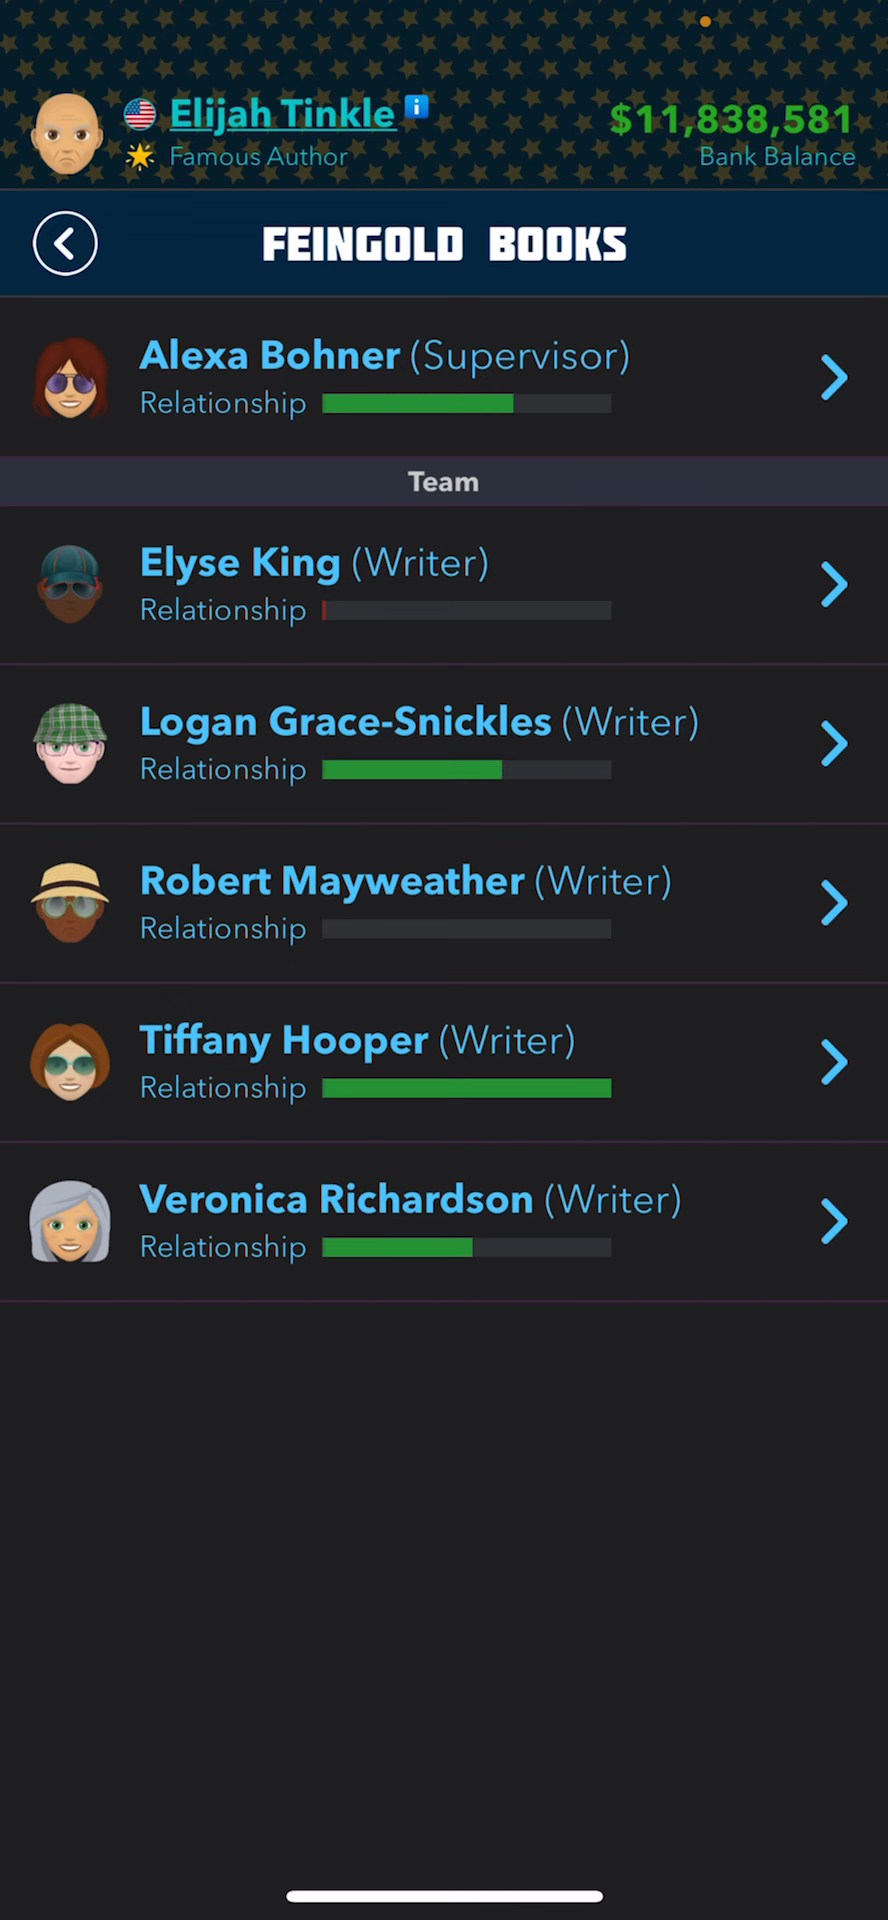 Elijah Tinkle i
$11,838,581
Famous Author
Bank Balance
FEINGOLD BOOKS
Alexa Bohner (Supervisor)
Relationship
Team
Elyse King (Writer)
Relationship
Logan Grace-Snickles (Writer)
Relationship
Robert Mayweather (Writer)
Relationship
Tiffany Hooper (Writer)
Relationship
Veronica Richardson (Writer)
Relationship